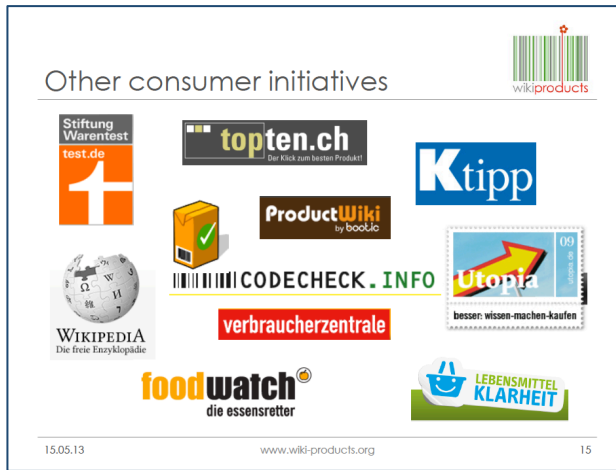 wikiproducts
Other consumer initiatives
Stiftung
Warentest
test.de
topten.ch
Der Klick zum besten Produkt!
Ktipp
ProductWiki
by bootic
CODECHECK.INFO
09
utopia.de
Utopia
besser: wissen-machen-kaufen
Ω
W
И
WIKIPEDIA
Die freie Enzyklopädie
verbraucherzentrale
foodwatch®
die essensretter
LEBENSMITTEL
KLARHEIT
15.05.13
www.wiki-products.org
15